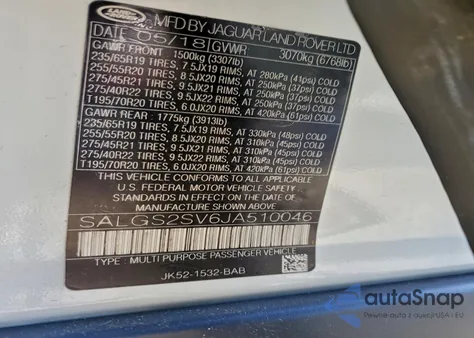 LAND ROVER
MFD BY JAGUAR LAND ROVER LTD
DATE 05/18 GVWR 3070kg (6768lb)
GAWR FRONT 1500kg (3307lb)
235/65R19 TIRES, 7.5JX19 RIMS, AT 280kPa (41psi) COLD
255/55R20 TIRES, 8.5JX20 RIMS, AT 250kPa (37psi) COLD
275/45R21 TIRES, 9.5JX21 RIMS, AT 250kPa (37psi) COLD
275/40R22 TIRES, 9.5JX22 RIMS, AT 250kPa (37psi) COLD
T195/70R20 TIRES, 6.0JX20 RIMS, AT 420kPa (61psi) COLD
GAWR REAR: 1775kg (3913lb)
235/65R19 TIRES, 7.5JX19 RIMS, AT 330kPa (48psi) COLD
255/55R20 TIRES, 8.5JX20 RIMS, AT 310kPa (45psi) COLD
275/45R21 TIRES, 9.5JX21 RIMS, AT 310kPa (45psi) COLD
275/40R22 TIRES, 9.5JX22 RIMS, AT 310kPa (45psi) COLD
T195/70R20 TIRES, 6.0JX20 RIMS, AT 420kPa (61psi) COLD
THIS VEHICLE CONFORMS TO ALL APPLICABLE
U.S. FEDERAL MOTOR VEHICLE SAFETY STANDARDS
IN EFFECT ON THE DATE OF MANUFACTURE
SHOWN ABOVE
SALGS2SV6JA510046
TYPE: MULTI PURPOSE PASSENGER VEHICLE
JK52-1532-BAB
autoSnap
Pewne auta z USA i EU